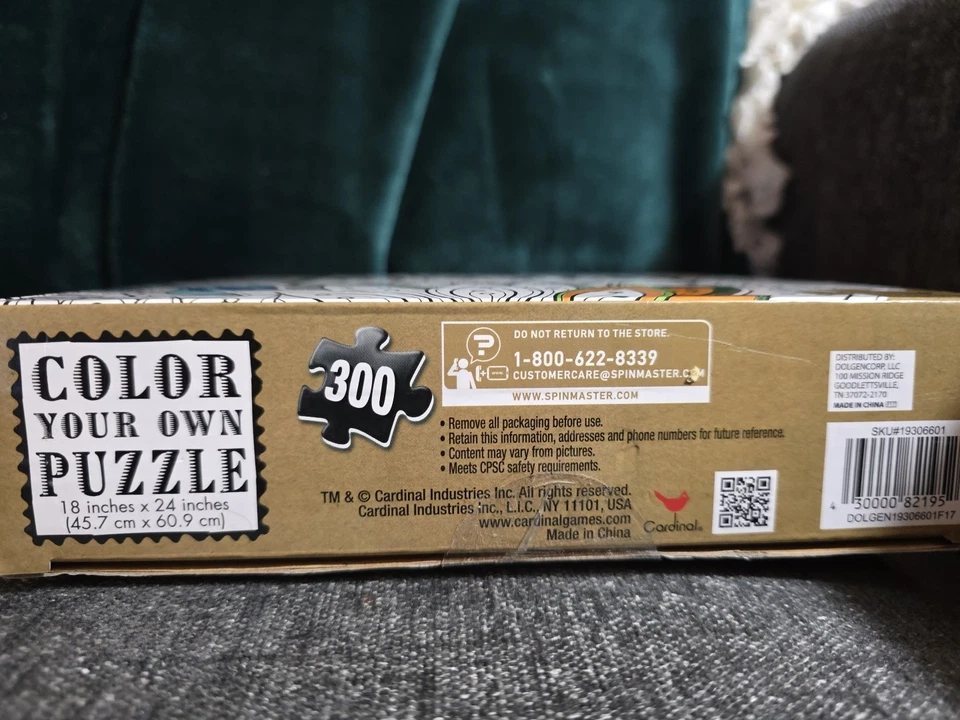 COLOR
YOUR OWN
PUZZLE
18 inches x 24 inches
(45.7 cm x 60.9 cm)
300
?
DO NOT RETURN TO THE STORE.
1-800-622-8339
CUSTOMERCARE@SPINMASTER.COM
WWW.SPINMASTER.COM
• Remove all packaging before use.
• Retain this information, addresses and phone numbers for future reference.
• Content may vary from pictures.
• Meets CPSC safety requirements.
TM & © Cardinal Industries Inc. All rights reserved.
Cardinal Industries Inc., L.I.C., NY 11101, USA
www.cardinalgames.com
Made in China
Cardinal®
DISTRIBUTED BY
DOLGENCORP, LLC
100 MISSION RIDGE
GOODLETTSVILLE,
TN 37072-2170
MADE IN CHINA
SKU#19306601
4 30000 82195
DOLGEN19306601F17